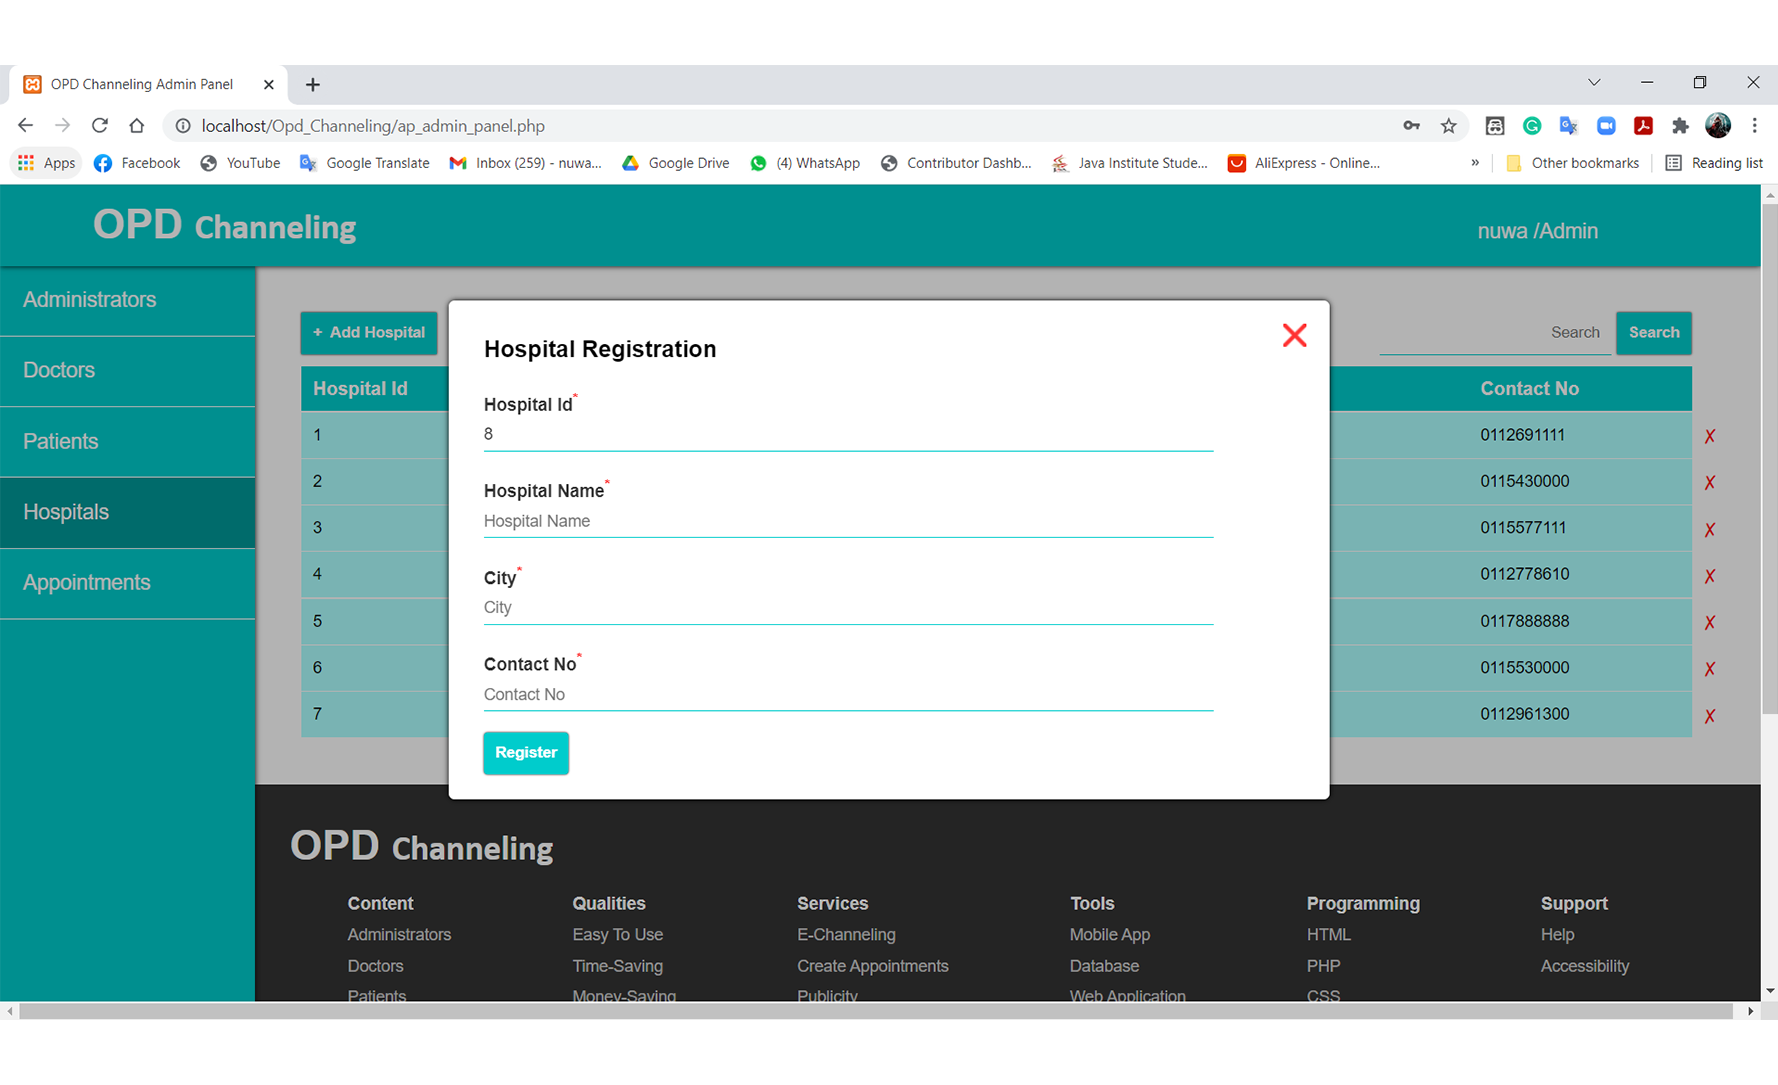 OPD Channeling Admin Panel
localhost/Opd_Channeling/ap_admin_panel.php
Apps Facebook YouTube Google Translate Inbox (259) - nuwa... Google Drive (4) WhatsApp Contributor Dashb... Java Institute Stude... AliExpress - Online... » Other bookmarks Reading list
OPD Channeling
nuwa /Admin
Administrators
Doctors
Patients
Hospitals
Appointments
+ Add Hospital
Search Search
Hospital Id Contact No
1 0112691111 X
2 0115430000 X
3 0115577111 X
4 0112778610 X
5 0117888888 X
6 0115530000 X
7 0112961300 X
Hospital Registration
Hospital Id*
8
Hospital Name*
Hospital Name
City*
City
Contact No*
Contact No
Register
OPD Channeling
Content Qualities Services Tools Programming Support
Administrators Easy To Use E-Channeling Mobile App HTML Help
Doctors Time-Saving Create Appointments Database PHP Accessibility
Patients Money-Saving Publicity Web Application CSS